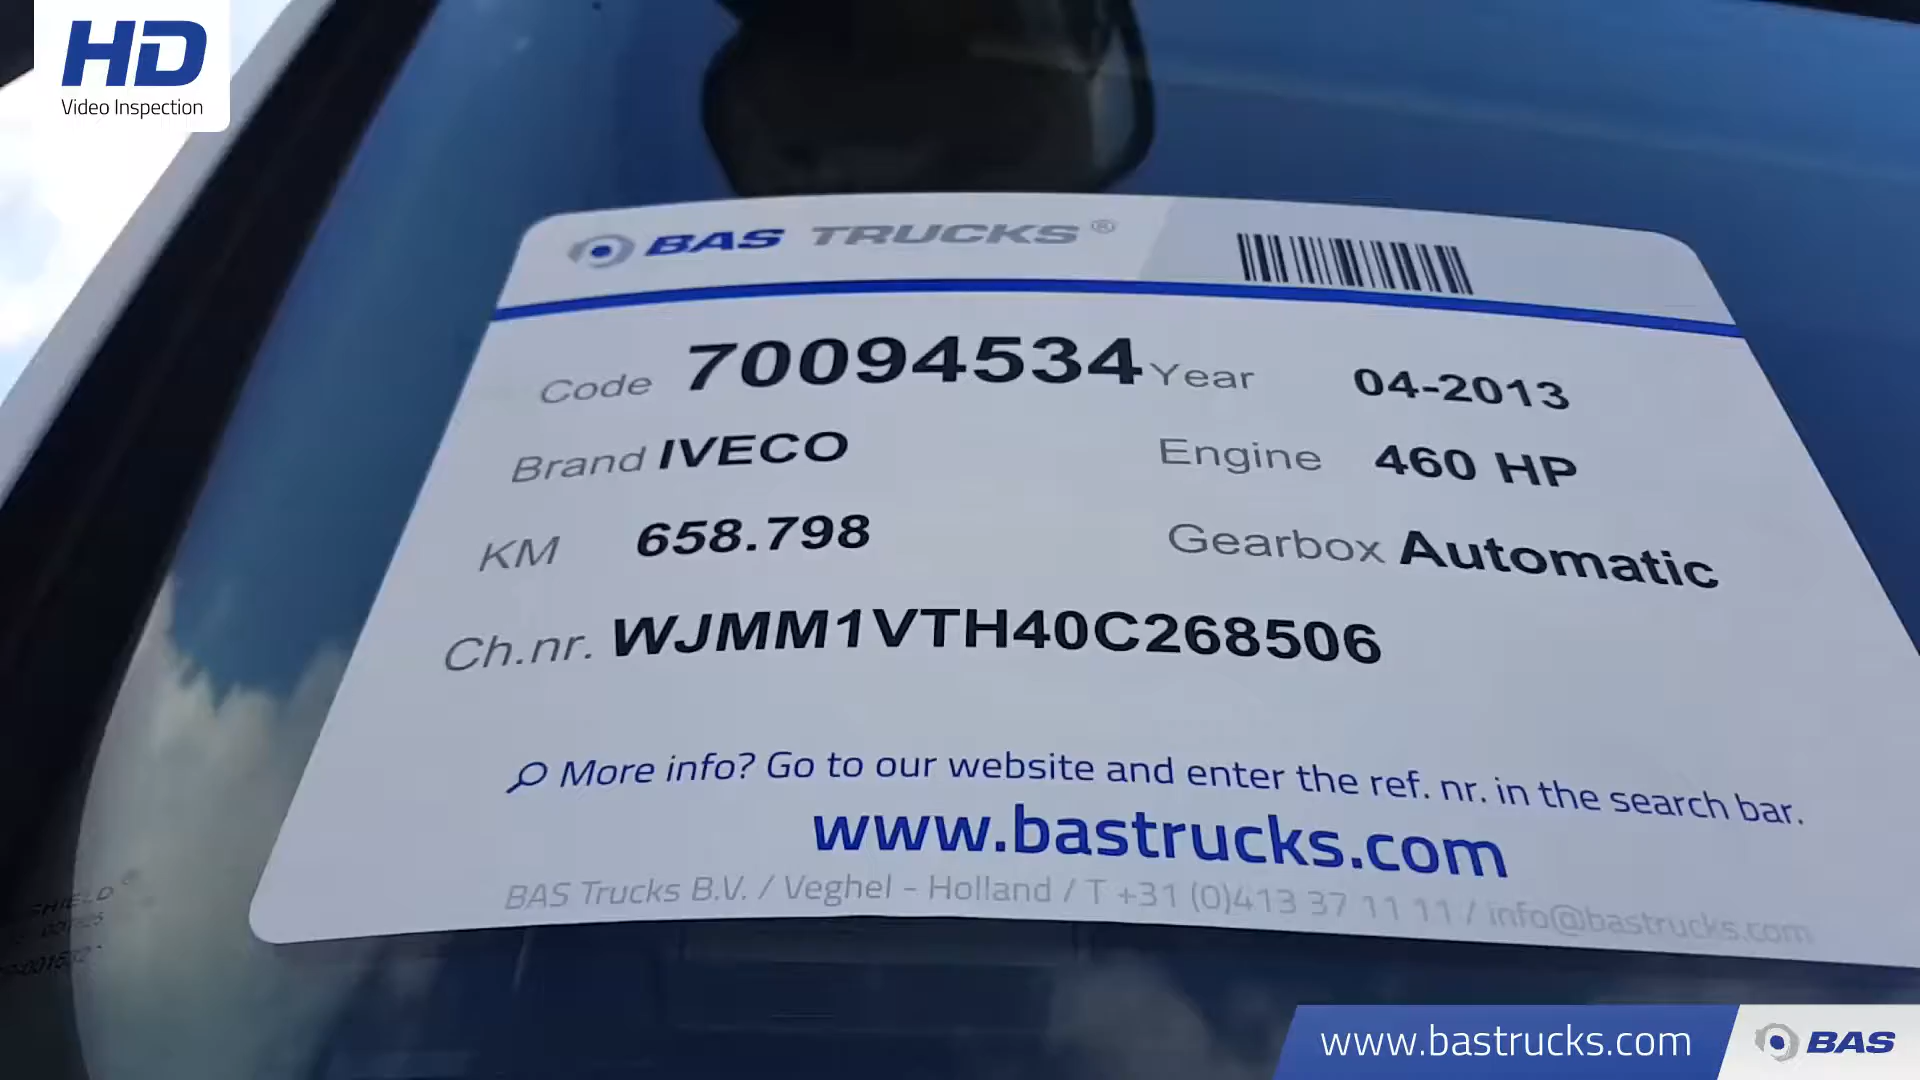 HD
Video Inspection
BAS TRUCKS®
Code 70094534 Year 04-2013
Brand IVECO Engine 460 HP
KM 658.798 Gearbox Automatic
Ch.nr. WJMM1VTH40C268506
More info? Go to our website and enter the ref. nr. in the search bar.
www.bastrucks.com
BAS Trucks B.V. / Veghel - Holland / T +31 (0)413 37 11 11 / info@bastrucks.com
SHIELD
www.bastrucks.com BAS